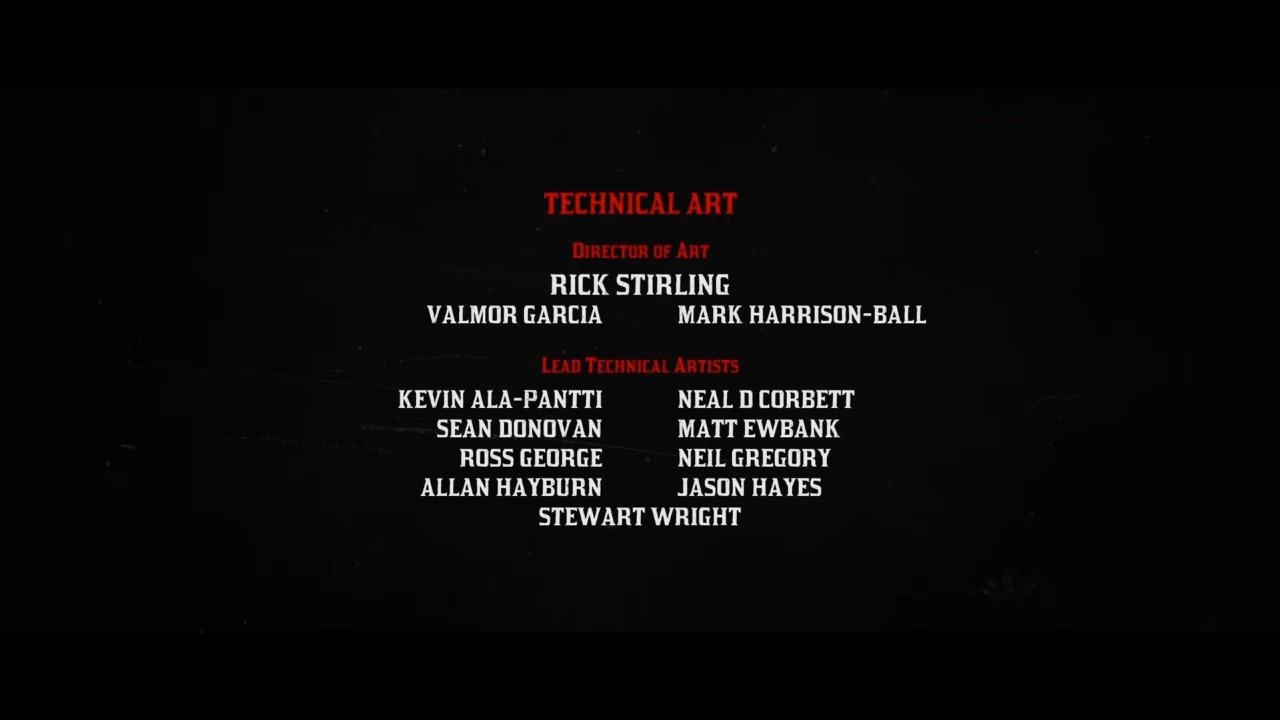 TECHNICAL ART
DIRECTOR OF ART
RICK STIRLING
VALMOR GARCIA MARK HARRISON-BALL
LEAD TECHNICAL ARTISTS
KEVIN ALA-PANTTI NEAL D CORBETT
SEAN DONOVAN MATT EWBANK
ROSS GEORGE NEIL GREGORY
ALLAN HAYBURN JASON HAYES
STEWART WRIGHT